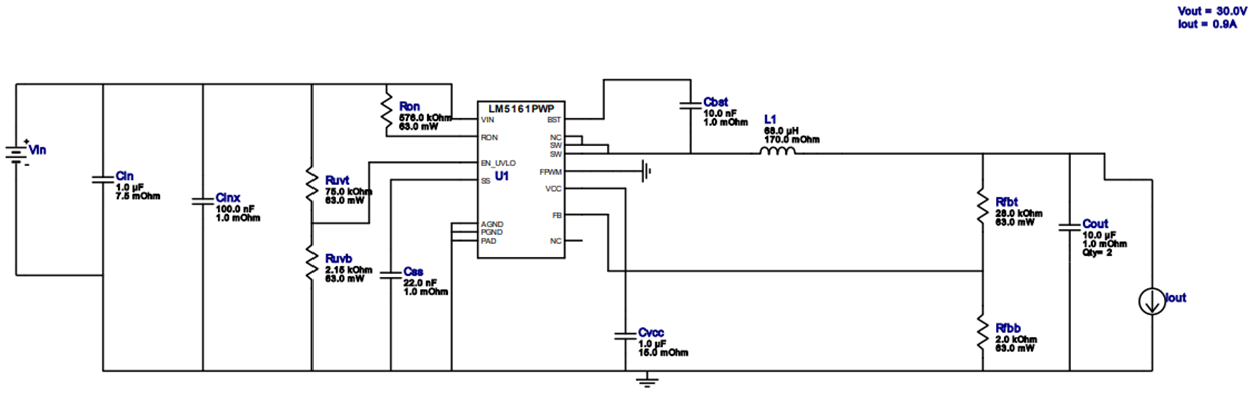 Vout = 30.0V
Iout = 0.9A
Vin
+
-
Cin
1.0 µF
7.5 mOhm
Cinx
100.0 nF
1.0 mOhm
Ruvt
75.0 kOhm
63.0 mW
Ruvb
2.15 kOhm
63.0 mW
Ron
576.0 kOhm
63.0 mW
Css
22.0 nF
1.0 mOhm
LM5161PWP
VIN
RON
EN_UVLO
SS
U1
AGND
PGND
PAD
BST
NC
SW
SW
FPWM
VCC
FB
NC
Cbst
10.0 nF
1.0 mOhm
L1
68.0 µH
170.0 mOhm
Cvcc
1.0 µF
15.0 mOhm
Rfbt
28.0 kOhm
63.0 mW
Rfbb
2.0 kOhm
63.0 mW
Cout
10.0 µF
1.0 mOhm
Qty= 2
Iout